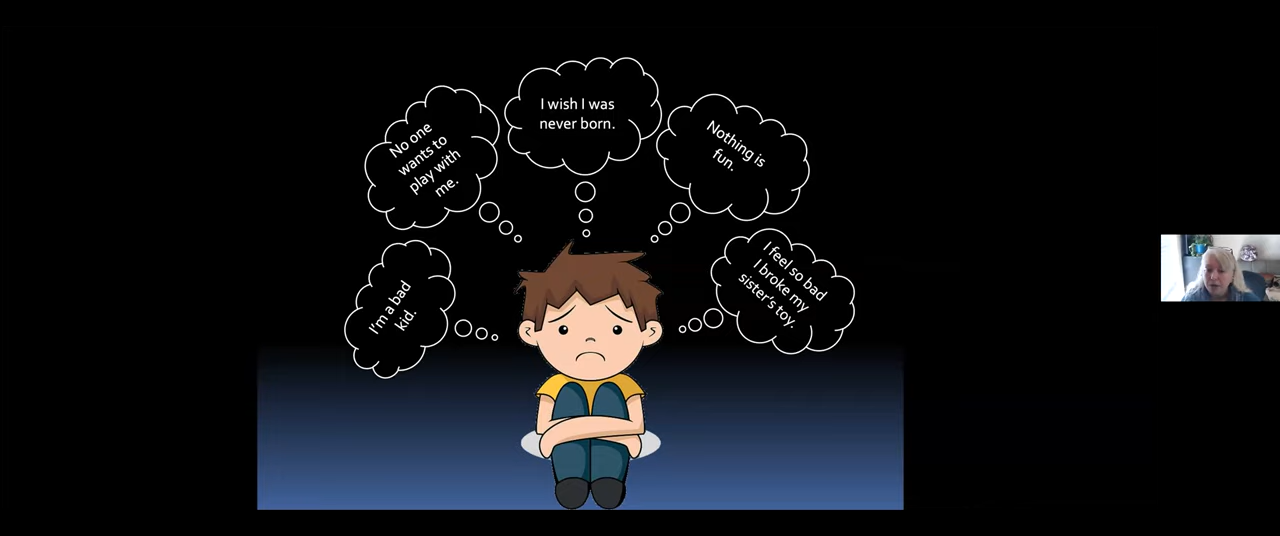 I'm a bad
kid.
No one
wants to
play with
me.
I wish I was
never born.
Nothing is
fun.
I feel so bad
I broke my
sister's toy.